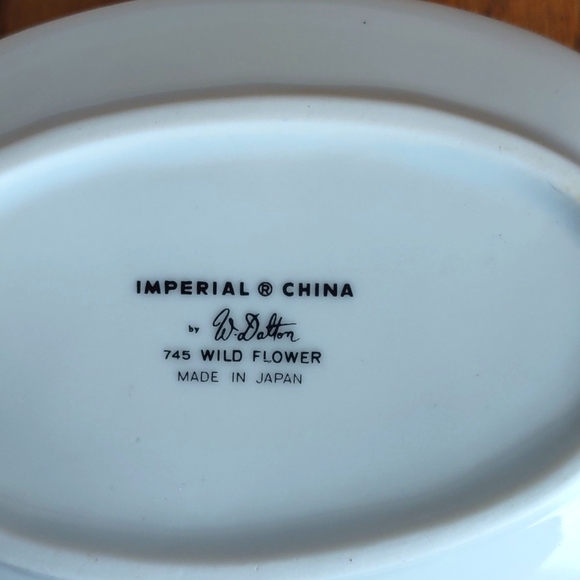 IMPERIAL ® CHINA
by W. Dalton
745 WILD FLOWER
MADE IN JAPAN